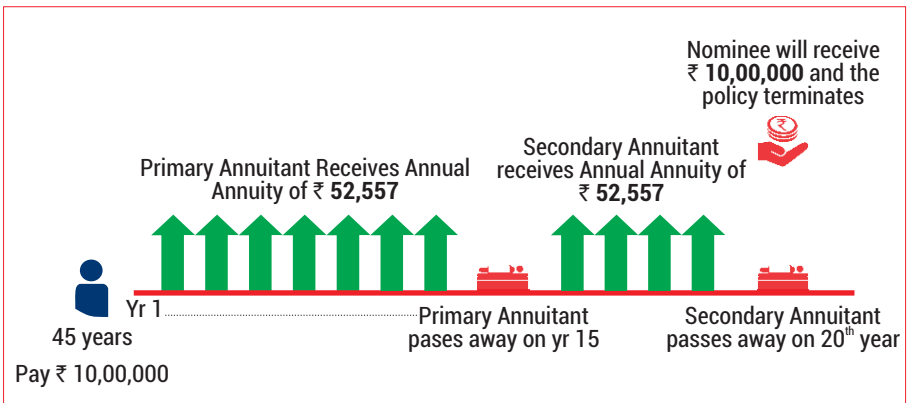 Nominee will receive
₹ 10,00,000 and the
policy terminates
₹
Primary Annuitant Receives Annual
Annuity of ₹ 52,557
Secondary Annuitant
receives Annual Annuity of
₹ 52,557
Yr 1
45 years
Pay ₹ 10,00,000
Primary Annuitant
pases away on yr 15
Secondary Annuitant
passes away on 20th year